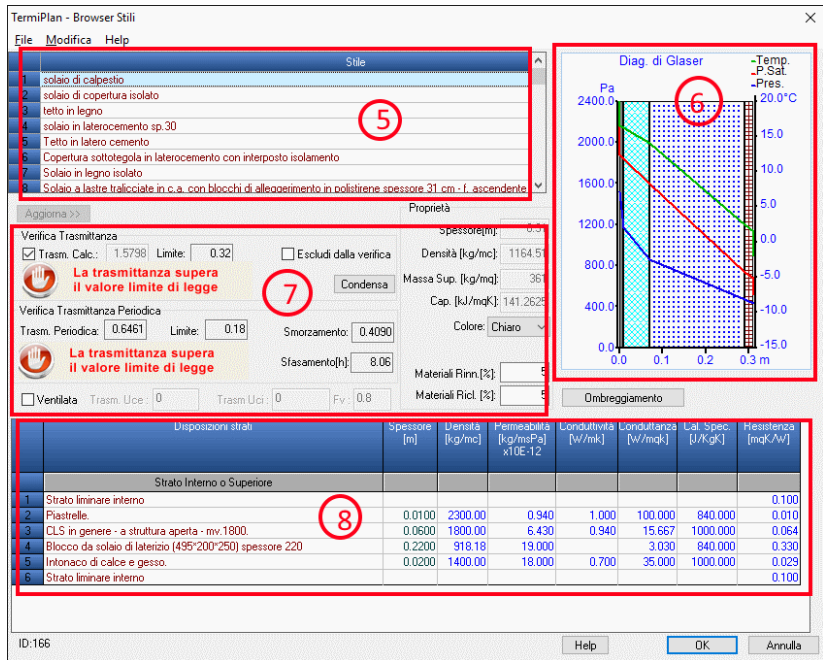 TermiPlan - Browser Stili
File Modifica Help
Stile
1 solaio di calpestio
2 solaio di copertura isolato
3 tetto in legno
4 solaio in laterocemento sp.30
5 Tetto in latero cemento
6 Copertura sottotegola in laterocemento con interposto isolamento
7 Solaio in legno isolato
8 Solaio a lastre tralicciate in c.a. con blocchi di alleggerimento in polistirene spessore 31 cm - f. ascendente
5
Diag. di Glaser
Temp.
P.Sat.
Pres.
Pa
2400.0
2000.0
1600.0
1200.0
800.0
400.0
0.0
20.0°C
15.0
10.0
5.0
0.0
-5.0
-10.0
-15.0
0.0 0.1 0.2 0.3 m
6
Aggiorna >>
Proprietà
Spessore[m]: 0.31
Densità [kg/mc]: 1164.51
Massa Sup. [kg/mq]: 361
Cap. [kJ/mqK]: 141.2625
Colore: Chiaro
Materiali Rinn.[%]: 5
Materiali Ricl. [%]: 5
Verifica Trasmittanza
Trasm. Calc.: 1.5798 Limite: 0.32 Escludi dalla verifica
La trasmittanza supera
il valore limite di legge
Condensa
7
Verifica Trasmittanza Periodica
Trasm. Periodica: 0.6461 Limite: 0.18 Smorzamento: 0.4090
La trasmittanza supera
il valore limite di legge
Sfasamento[h]: 8.06
Ventilata Trasm. Uce : 0 Trasm Uci : 0 Fv : 0.8
Ombreggiamento
Disposizioni strati Spessore [m] Densità [kg/mc] Permeabilità [kg/msPa] x10E-12 Conduttività [W/mk] Conduttanza [W/mqk] Cal. Spec. [J/KgK] Resistenza [mqK/W]
Strato Interno o Superiore
1 Strato liminare interno 0.100
2 Piastrelle. 0.0100 2300.00 0.940 1.000 100.000 840.000 0.010
3 CLS in genere - a struttura aperta - mv.1800. 0.0600 1800.00 6.430 0.940 15.667 1000.000 0.064
4 Blocco da solaio di laterizio (495*200*250) spessore 220 0.2200 918.18 19.000 3.030 840.000 0.330
5 Intonaco di calce e gesso. 0.0200 1400.00 18.000 0.700 35.000 1000.000 0.029
6 Strato liminare interno 0.100
8
ID:166
Help OK Annulla